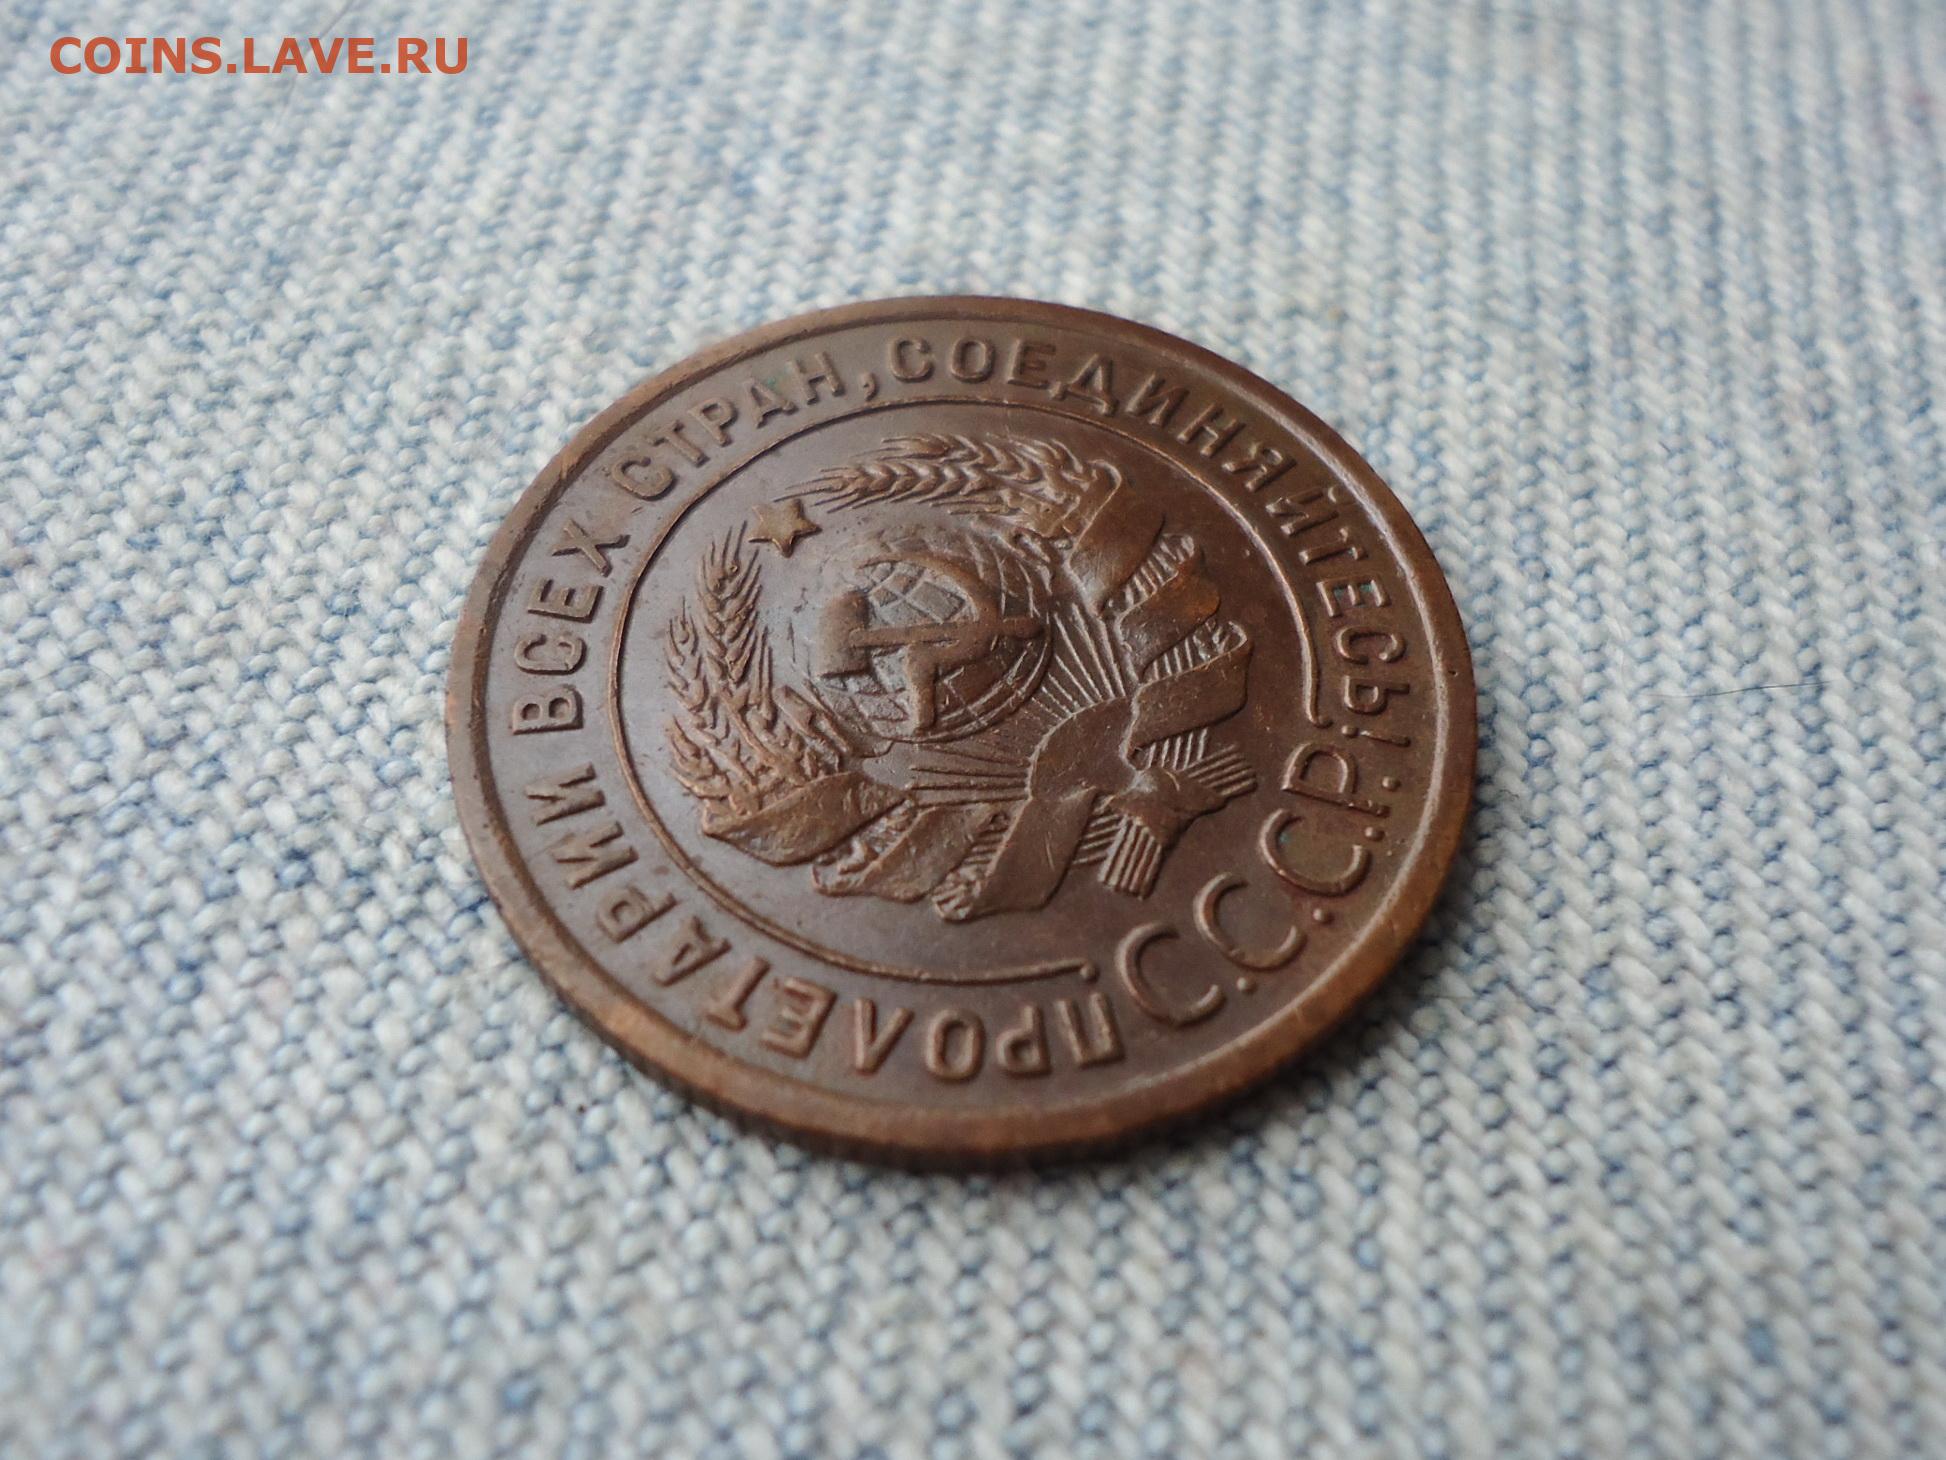 COINS.LAVE.RU
ПРОЛЕТАРИИ ВСЕХ СТРАН, СОЕДИНЯЙТЕСЬ!
С.С.С.Р.